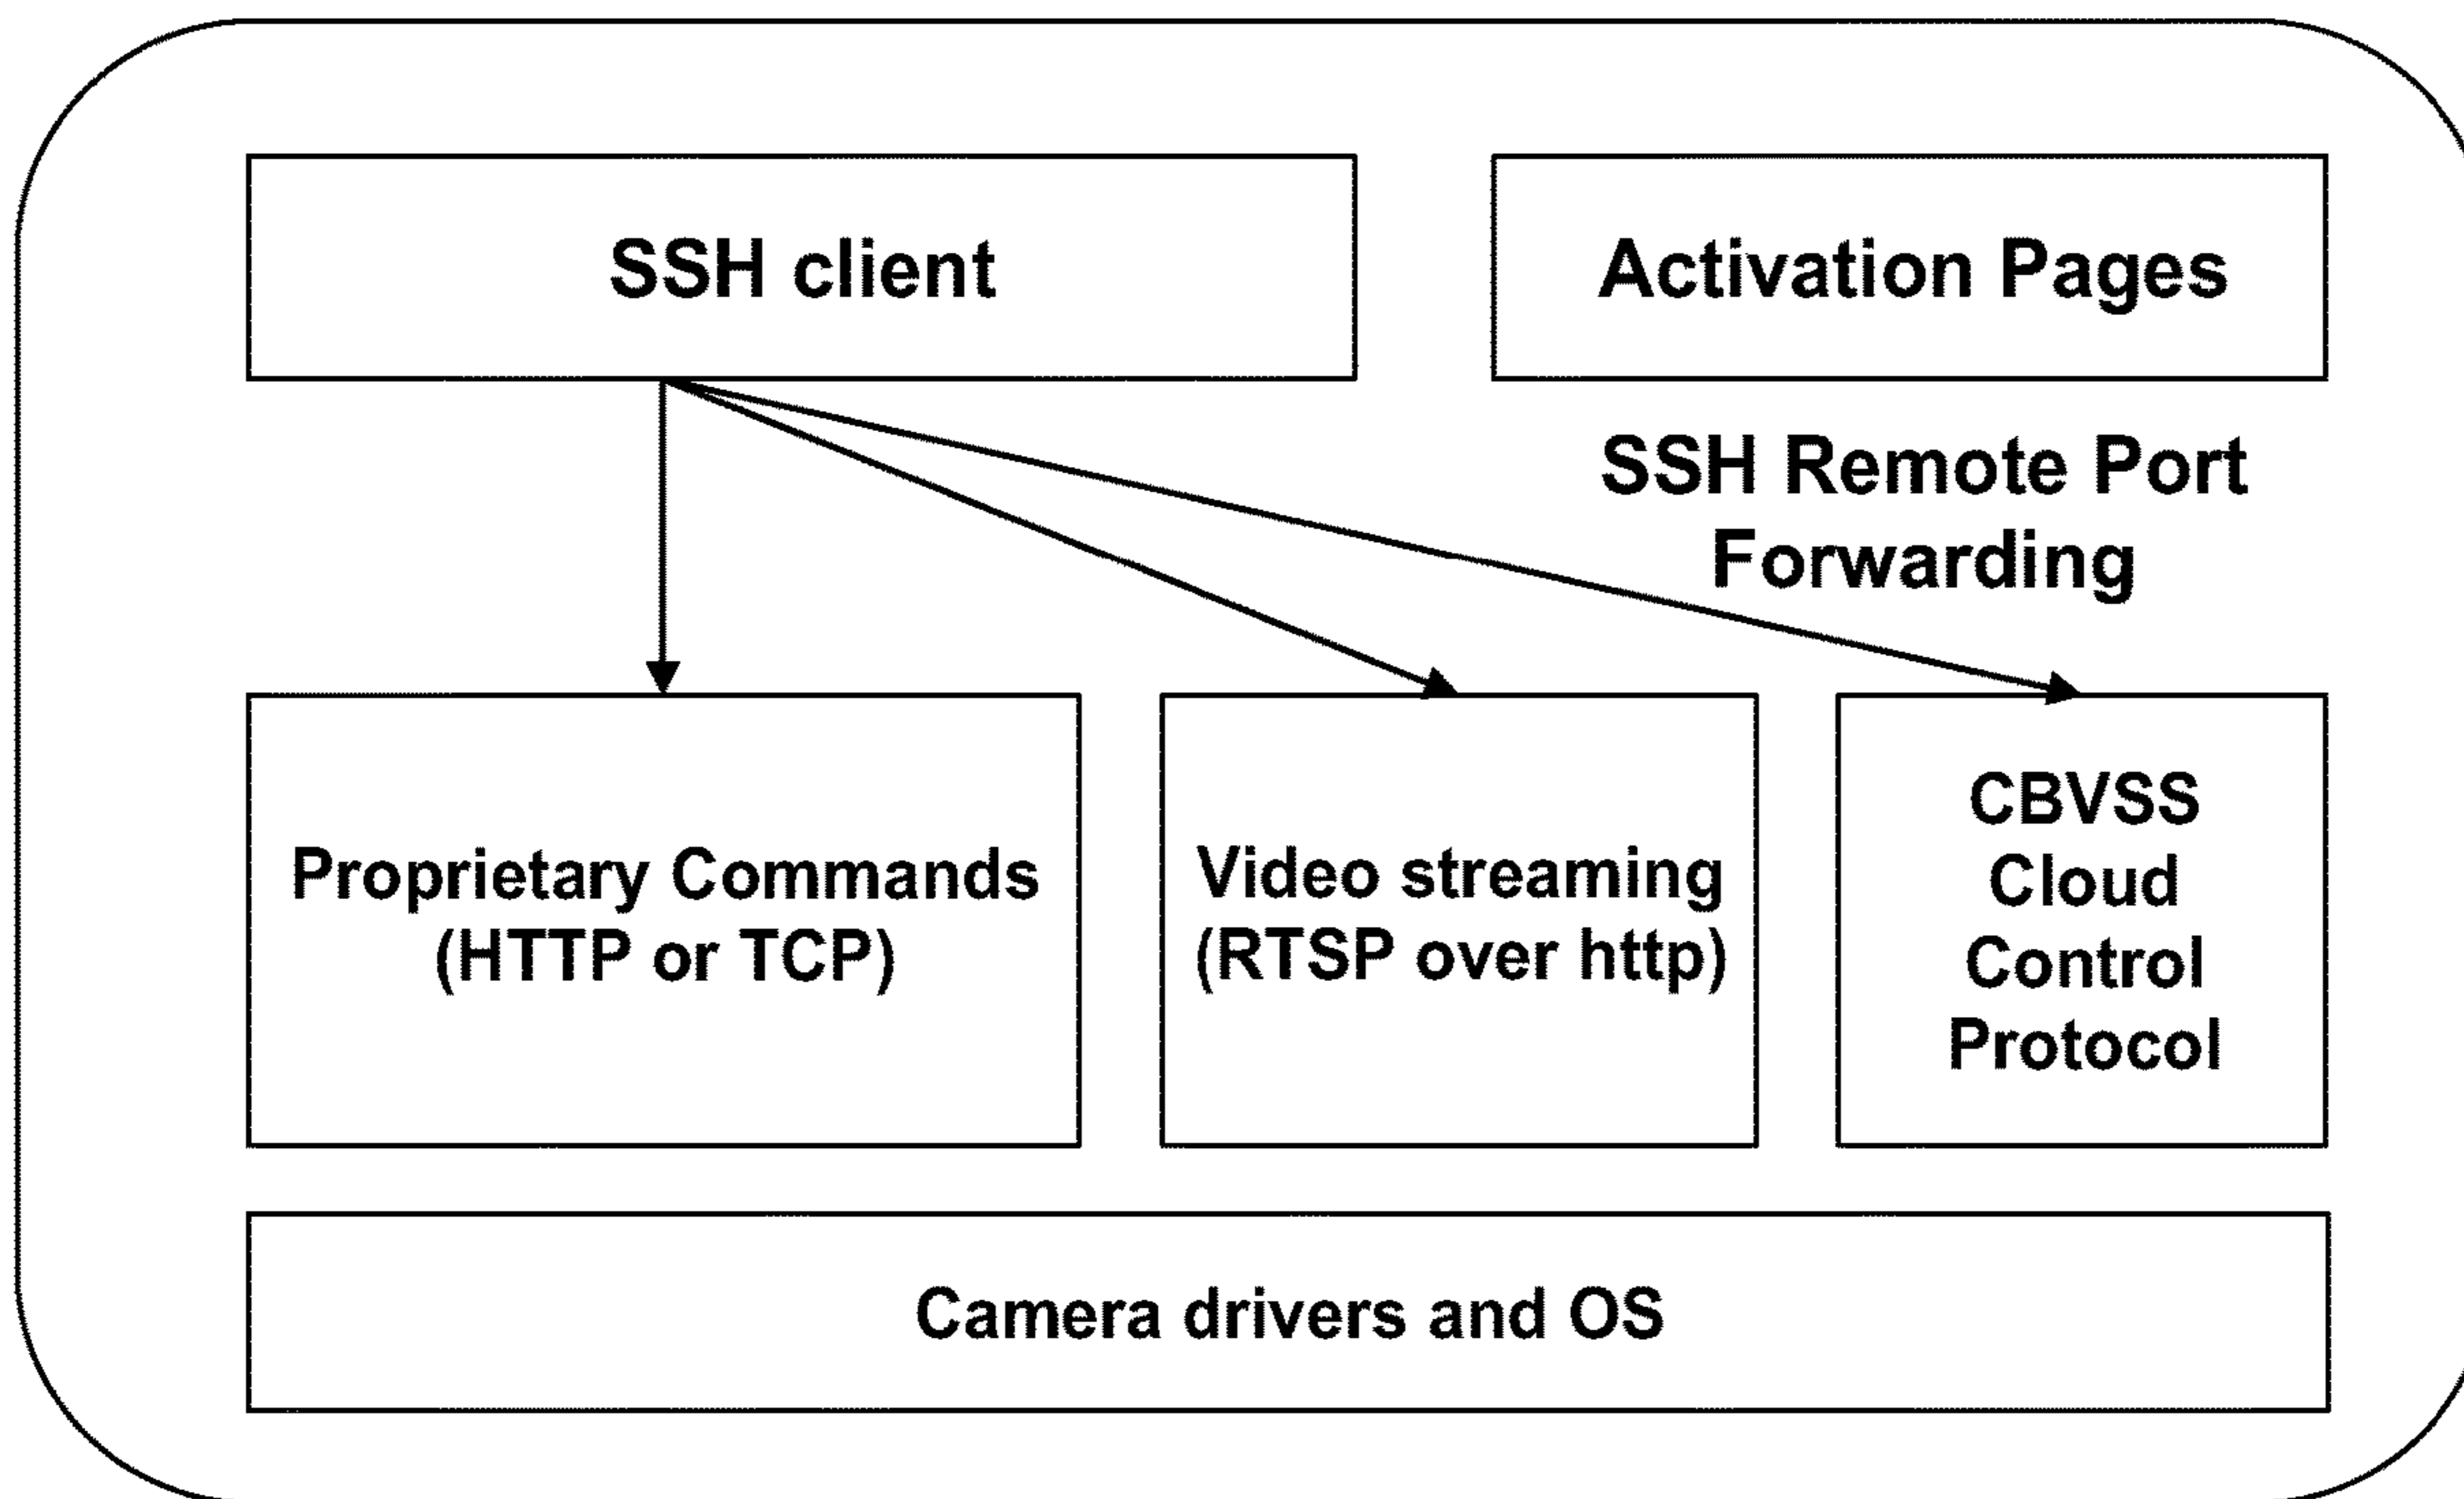 SSH client
Activation Pages
SSH Remote Port
Forwarding
Proprietary Commands
(HTTP or TCP)
Video streaming
(RTSP over http)
CBVSS
Cloud
Control
Protocol
Camera drivers and OS